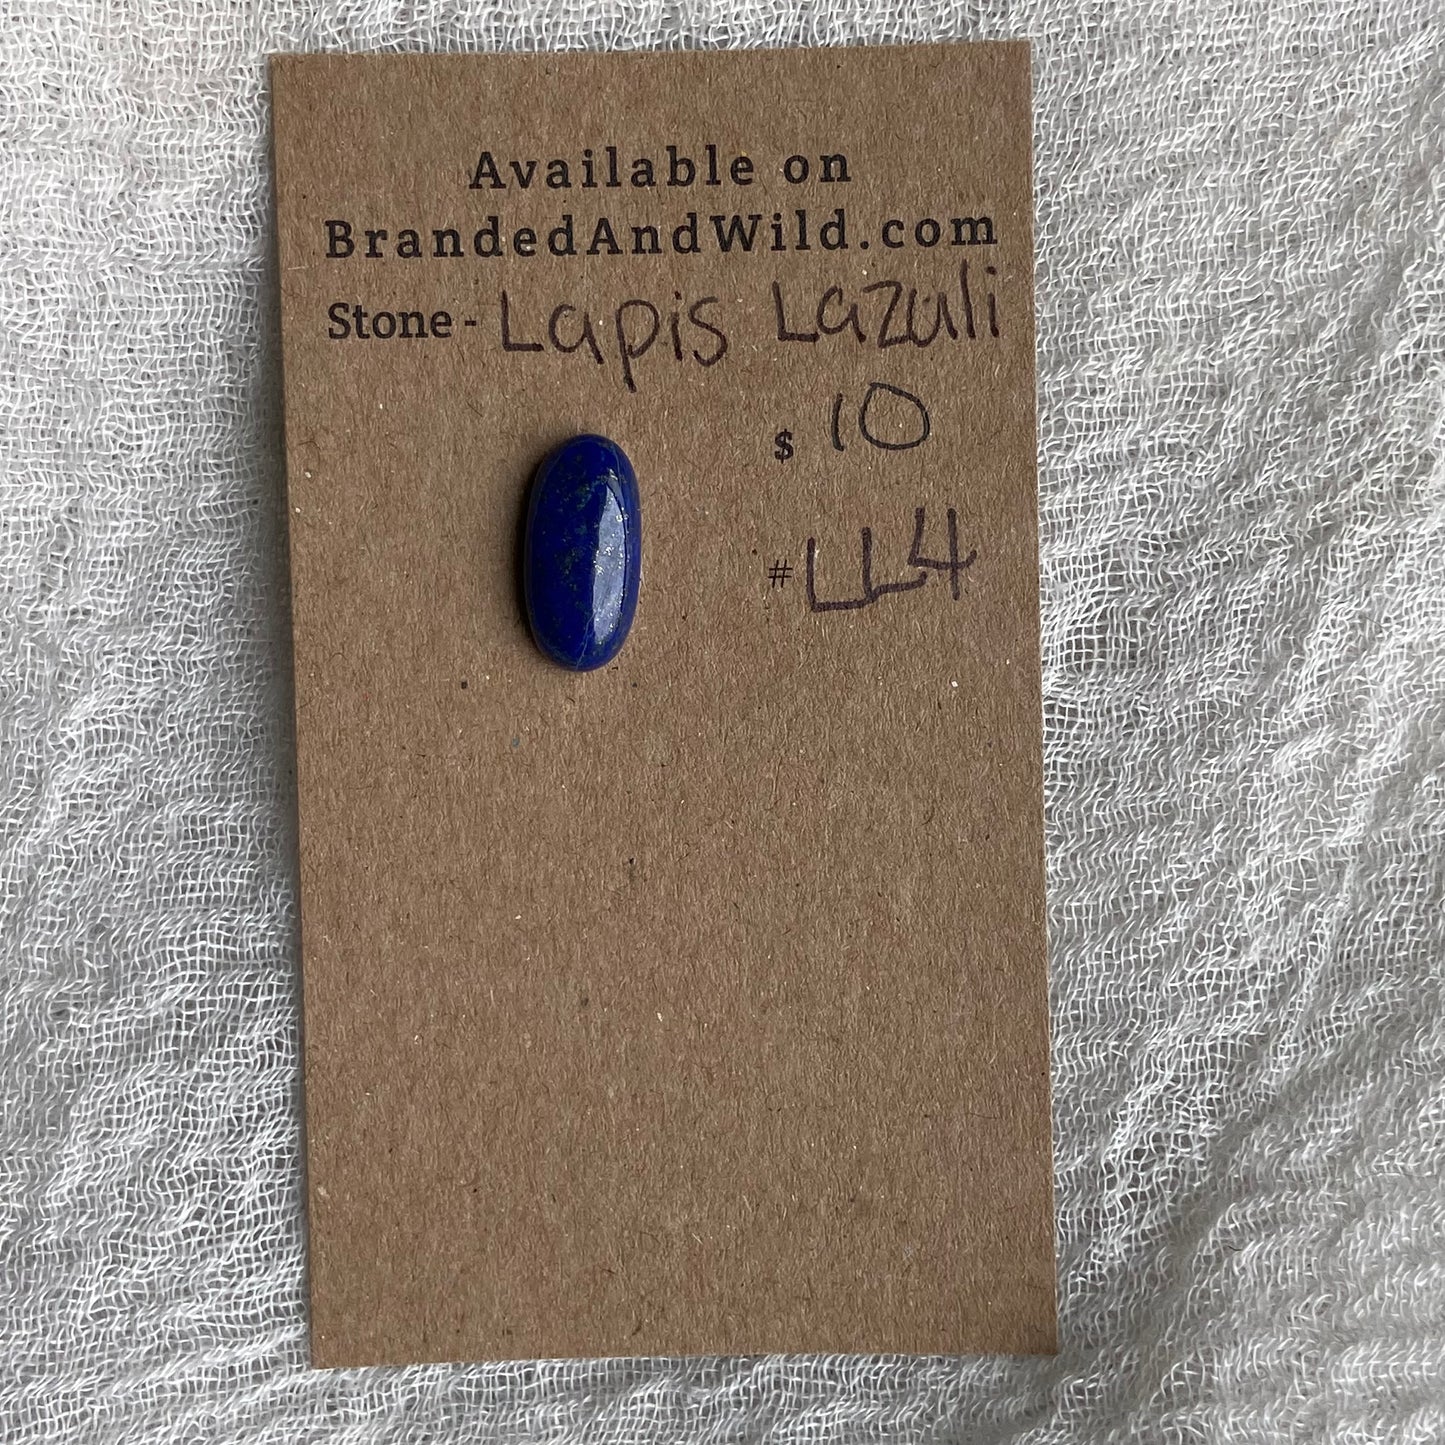 Available on
BrandedAndWild.com
Stone - Lapis Lazuli
$ 10
# LL4